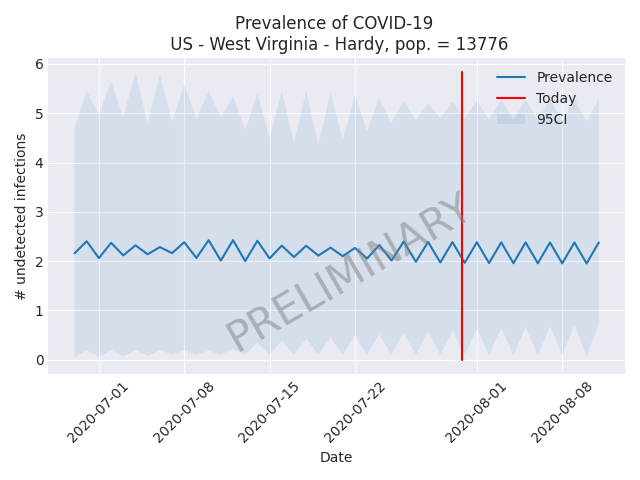 Prevalence of COVID-19
US - West Virginia - Hardy, pop. = 13776
# undetected infections
6
5
4
3
2
1
0
Prevalence
Today
95CI
PRELIMINARY
2020-07-01
2020-07-08
2020-07-15
2020-07-22
2020-08-01
2020-08-08
Date